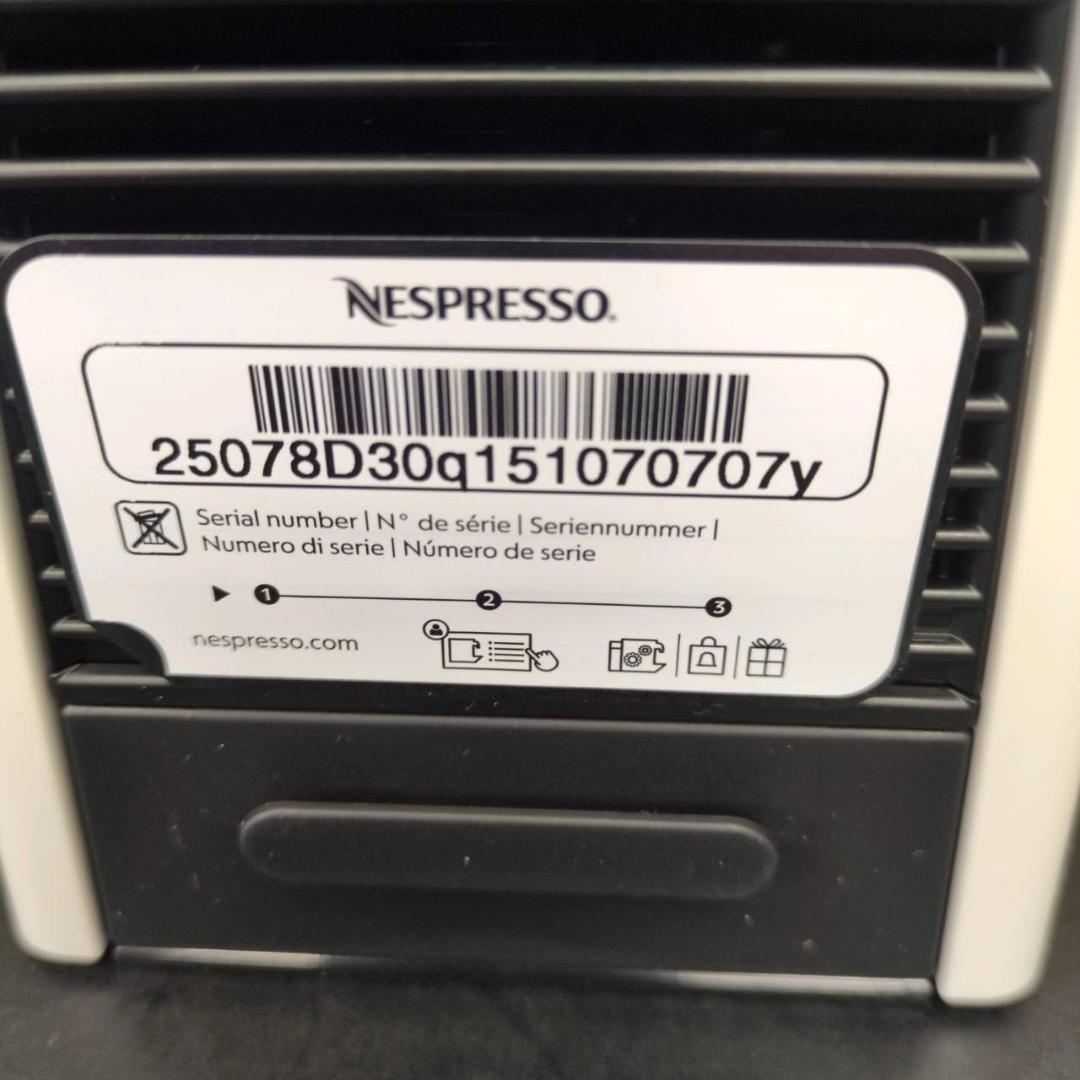 NESPRESSO.
25078D30q151070707y
Serial number | N° de série | Seriennummer |
Numero di serie | Número de serie
1 2 3
nespresso.com